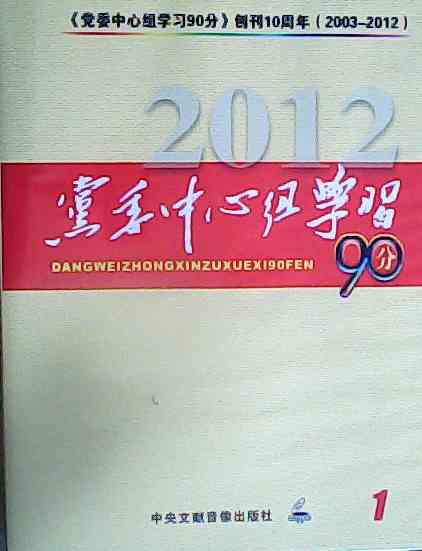 《党委中心组学习90分》创刊10周年(2003-2012)
2012
党委中心组学习
90分
DANGWEIZHONGXINZUXUEXI90FEN
中央文献音像出版社
1